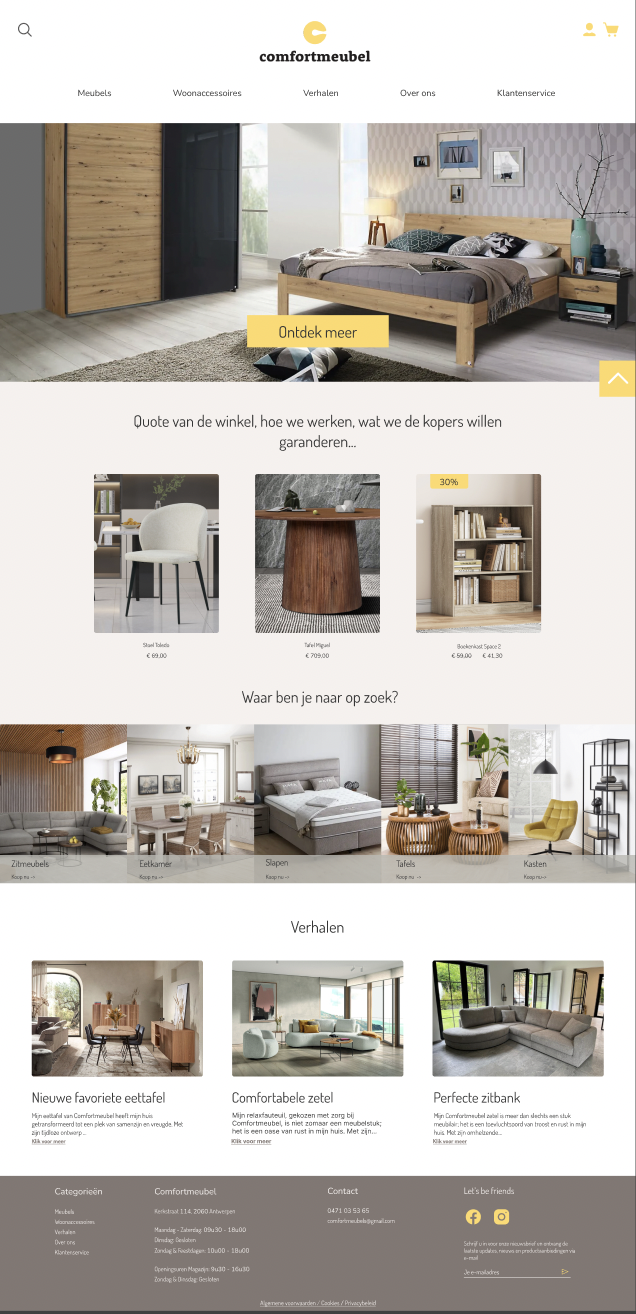 comfortmeubel
Meubels Woonaccessoires Verhalen Over ons Klantenservice
Ontdek meer
Quote van de winkel, hoe we werken, wat we de kopers willen
garanderen...
30%
Stoel Toledo
€ 69,00
Tafel Miguel
€ 709,00
Boekenkast Space 2
€ 59,00 € 41,30
Waar ben je naar op zoek?
Zitmeubels
Koop nu ->
Eetkamer
Koop nu ->
Slapen
Koop nu ->
Tafels
Koop nu ->
Kasten
Koop nu->
Verhalen
Nieuwe favoriete eettafel
Mijn eettafel van Comfortmeubel heeft mijn huis
getransformeerd tot een plek van samenzijn en vreugde. Met
zijn tijdloze ontwerp ...
Klik voor meer
Comfortabele zetel
Mijn relaxfauteuil, gekozen met zorg bij
Comfortmeubel, is niet zomaar een meubelstuk;
het is een oase van rust in mijn huis. Met zijn...
Klik voor meer
Perfecte zitbank
Mijn Comfortmeubel zetel is meer dan slechts een stuk
meubilair; het is een toevluchtsoord van troost en rust in mijn
huis. Met zijn omhelzende...
Klik voor meer
Categorieën
Meubels
Woonaccessoires
Verhalen
Over ons
Klantenservice
Comfortmeubel
Kerkstraat 114, 2060 Antwerpen
Maandag - Zaterdag: 09u30 - 18u00
Dinsdag: Gesloten
Zondag & Feestdagen: 10u00 - 18u00
Openingsuren Magazijn: 9u30 - 16u30
Zondag & Dinsdag: Gesloten
Contact
0471 03 53 65
comfortmeubels@gmail.com
Let's be friends
Schrijf u in voor onze nieuwsbrief en ontvang de
laatste updates, nieuws en productaanbiedingen via
e-mail
Je e-mailadres
Algemene voorwaarden / Cookies / Privacybeleid